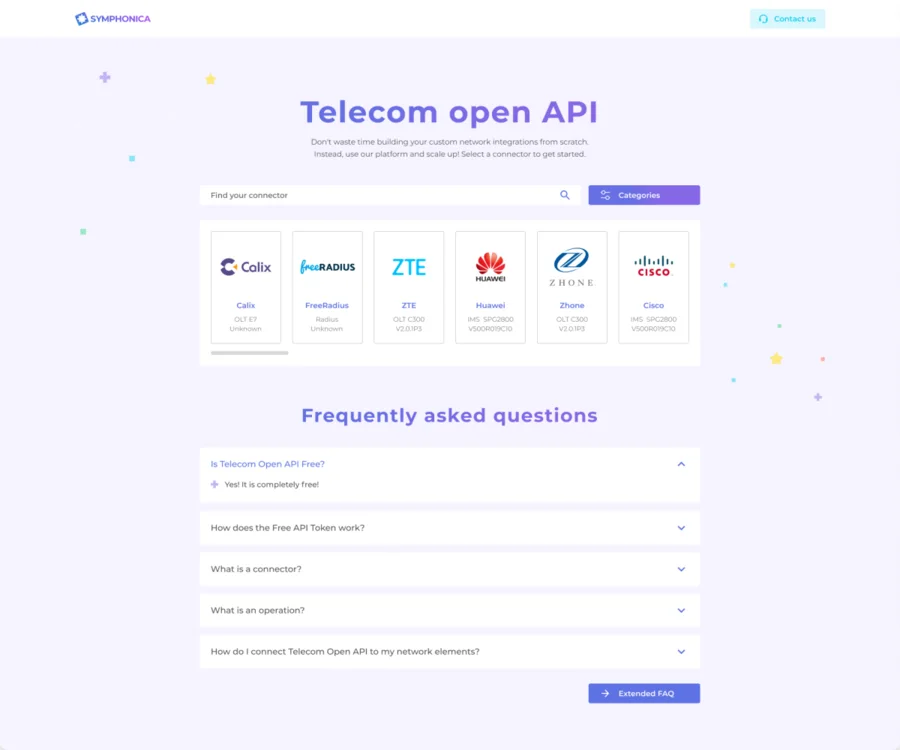 SYMPHONICA
Contact us
Telecom open API
Don't waste time building your custom network integrations from scratch.
Instead, use our platform and scale up! Select a connector to get started.
Find your connector
Categories
Calix
freeRADIUS
ZTE
HUAWEI
ZHONE
CISCO
Calix
FreeRadius
ZTE
Huawei
Zhone
Cisco
OLT E7
Radius
OLT C300
IMS SPG2800
OLT C300
IMS SPG2800
Unknown
Unknown
V2.0.1P3
V500R019C10
V2.0.1P3
V500R019C10
Frequently asked questions
Is Telecom Open API Free?
Yes! It is completely free!
How does the Free API Token work?
What is a connector?
What is an operation?
How do I connect Telecom Open API to my network elements?
Extended FAQ